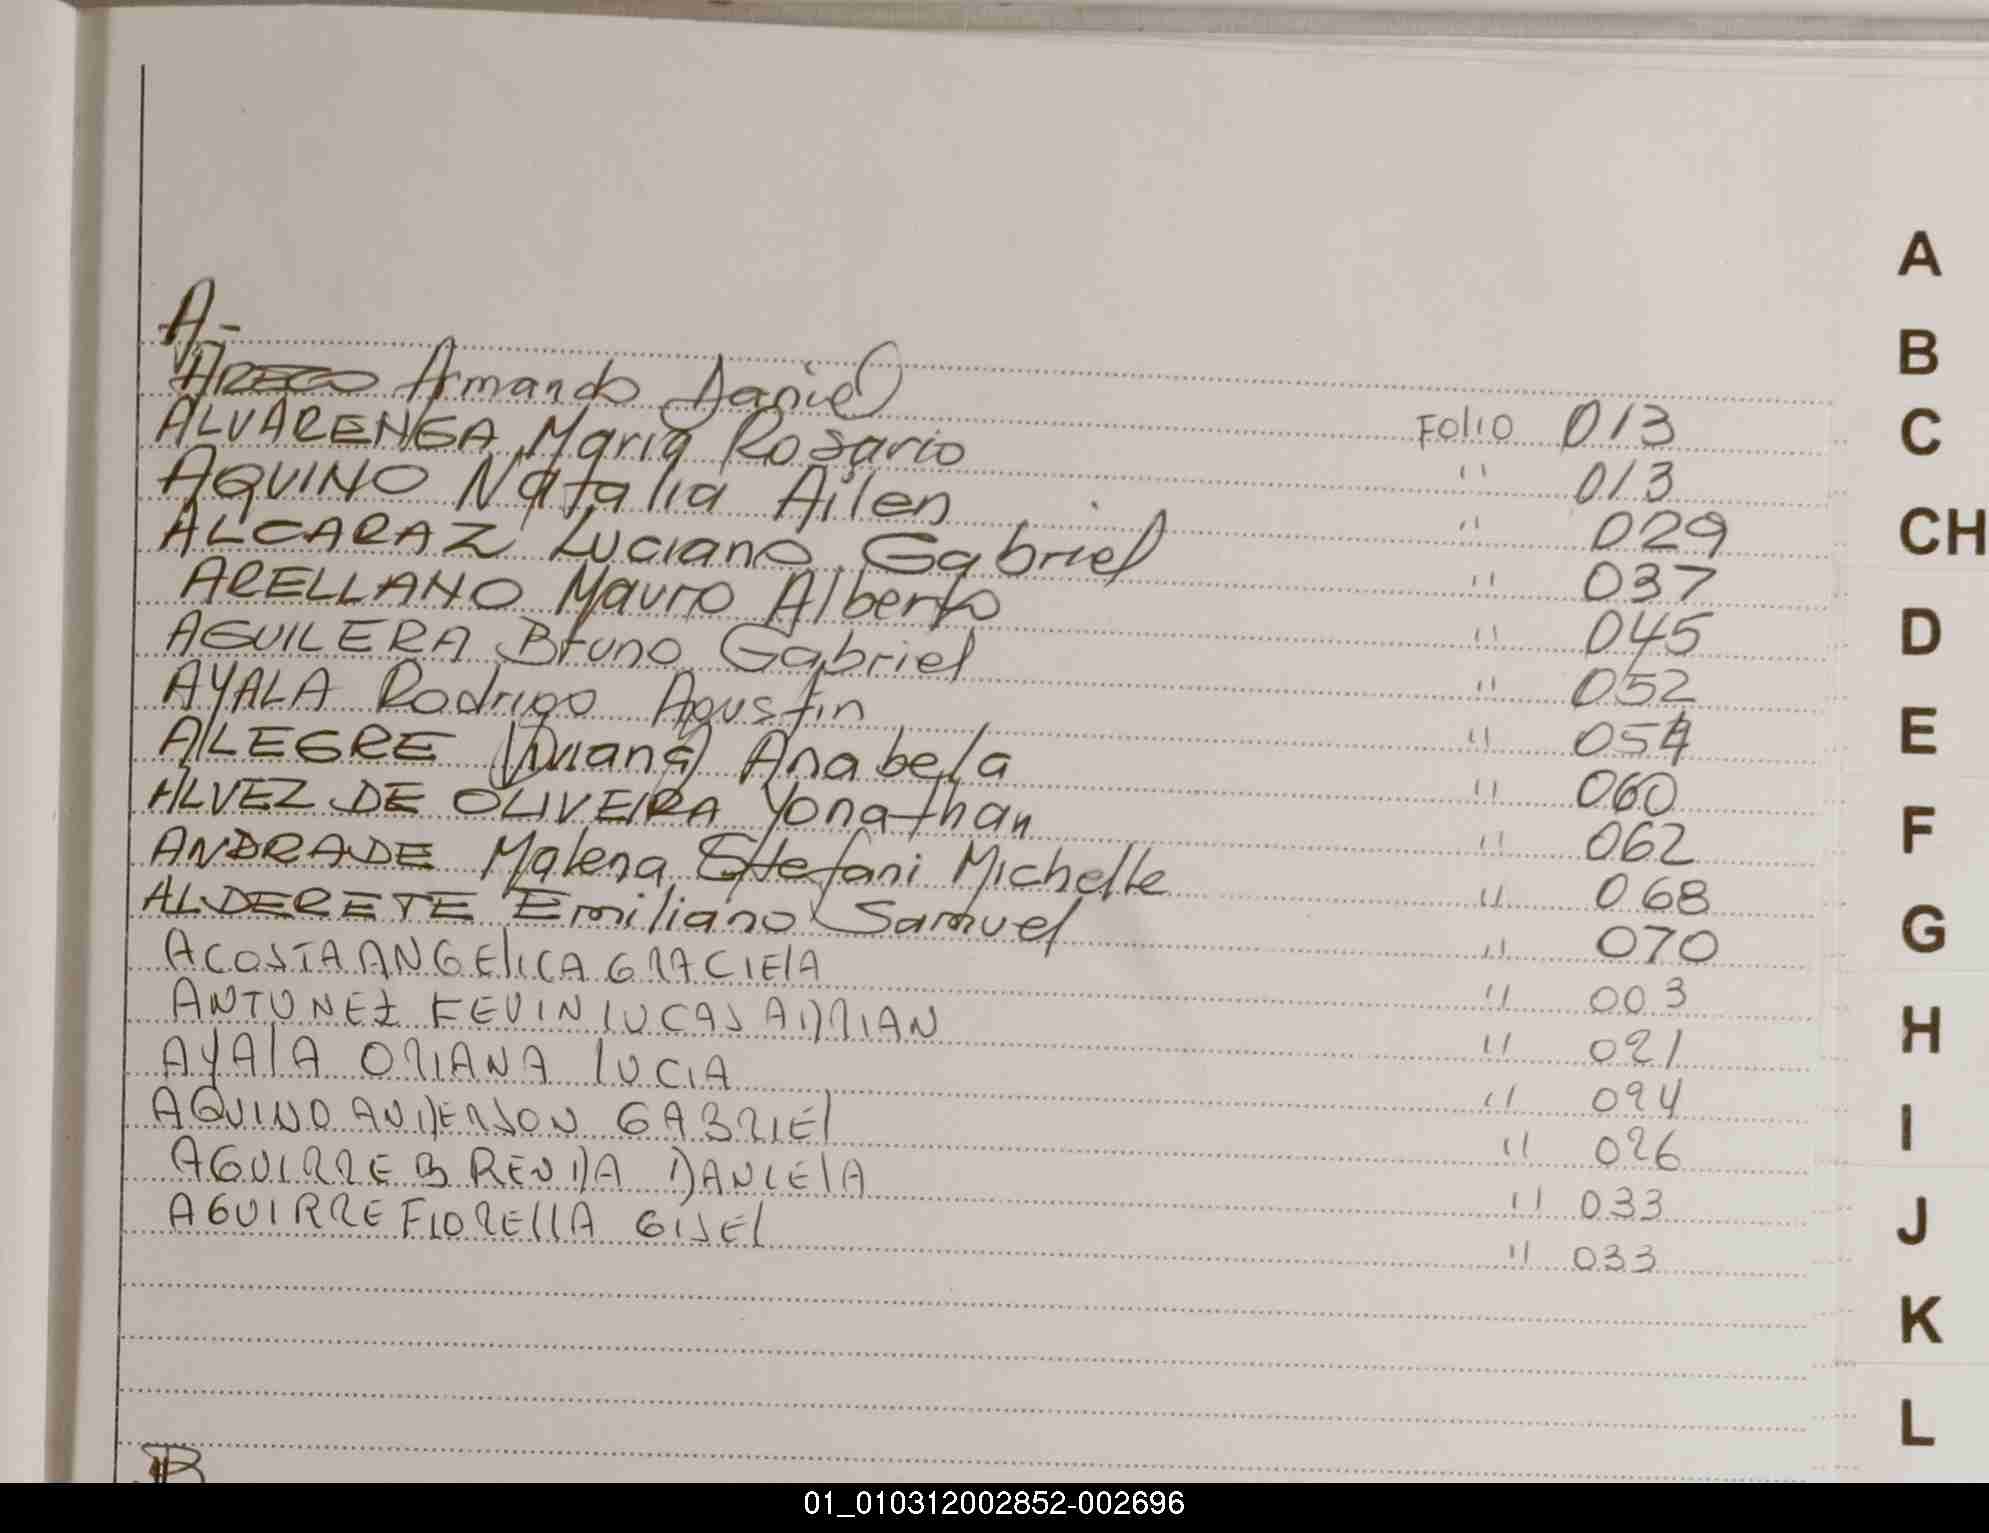 A-
ARECO Armando Daniel Folio 013
ALVARENGA Maria Rosario " 013
AQUINO Natalia Ailen " 029
ALCARAZ Luciano Gabriel " 037
ARELLANO Mauro Alberto " 045
AGUILERA Bruno Gabriel " 052
AYALA Rodrigo Agustin " 054
ALEGRE Viviana Anabela " 060
ALVEZ DE OLIVEIRA Yonathan " 062
ANDRADE Malena Stefani Michelle " 068
ALDERETE Emiliano Samuel " 070
ACOSTA ANGElICA GRACIElA " 003
ANTUNEZ KEVIN lUCAS ADRIAN " 021
AYAlA ORIANA lUCIA " 024
AQUINO ANDERSON GABRIEl " 026
AGUIRRE BRENDA DANIElA " 033
AGUIRRE FIOREllA GISEl " 033
B
A
B
C
CH
D
E
F
G
H
I
J
K
L
01_010312002852-002696